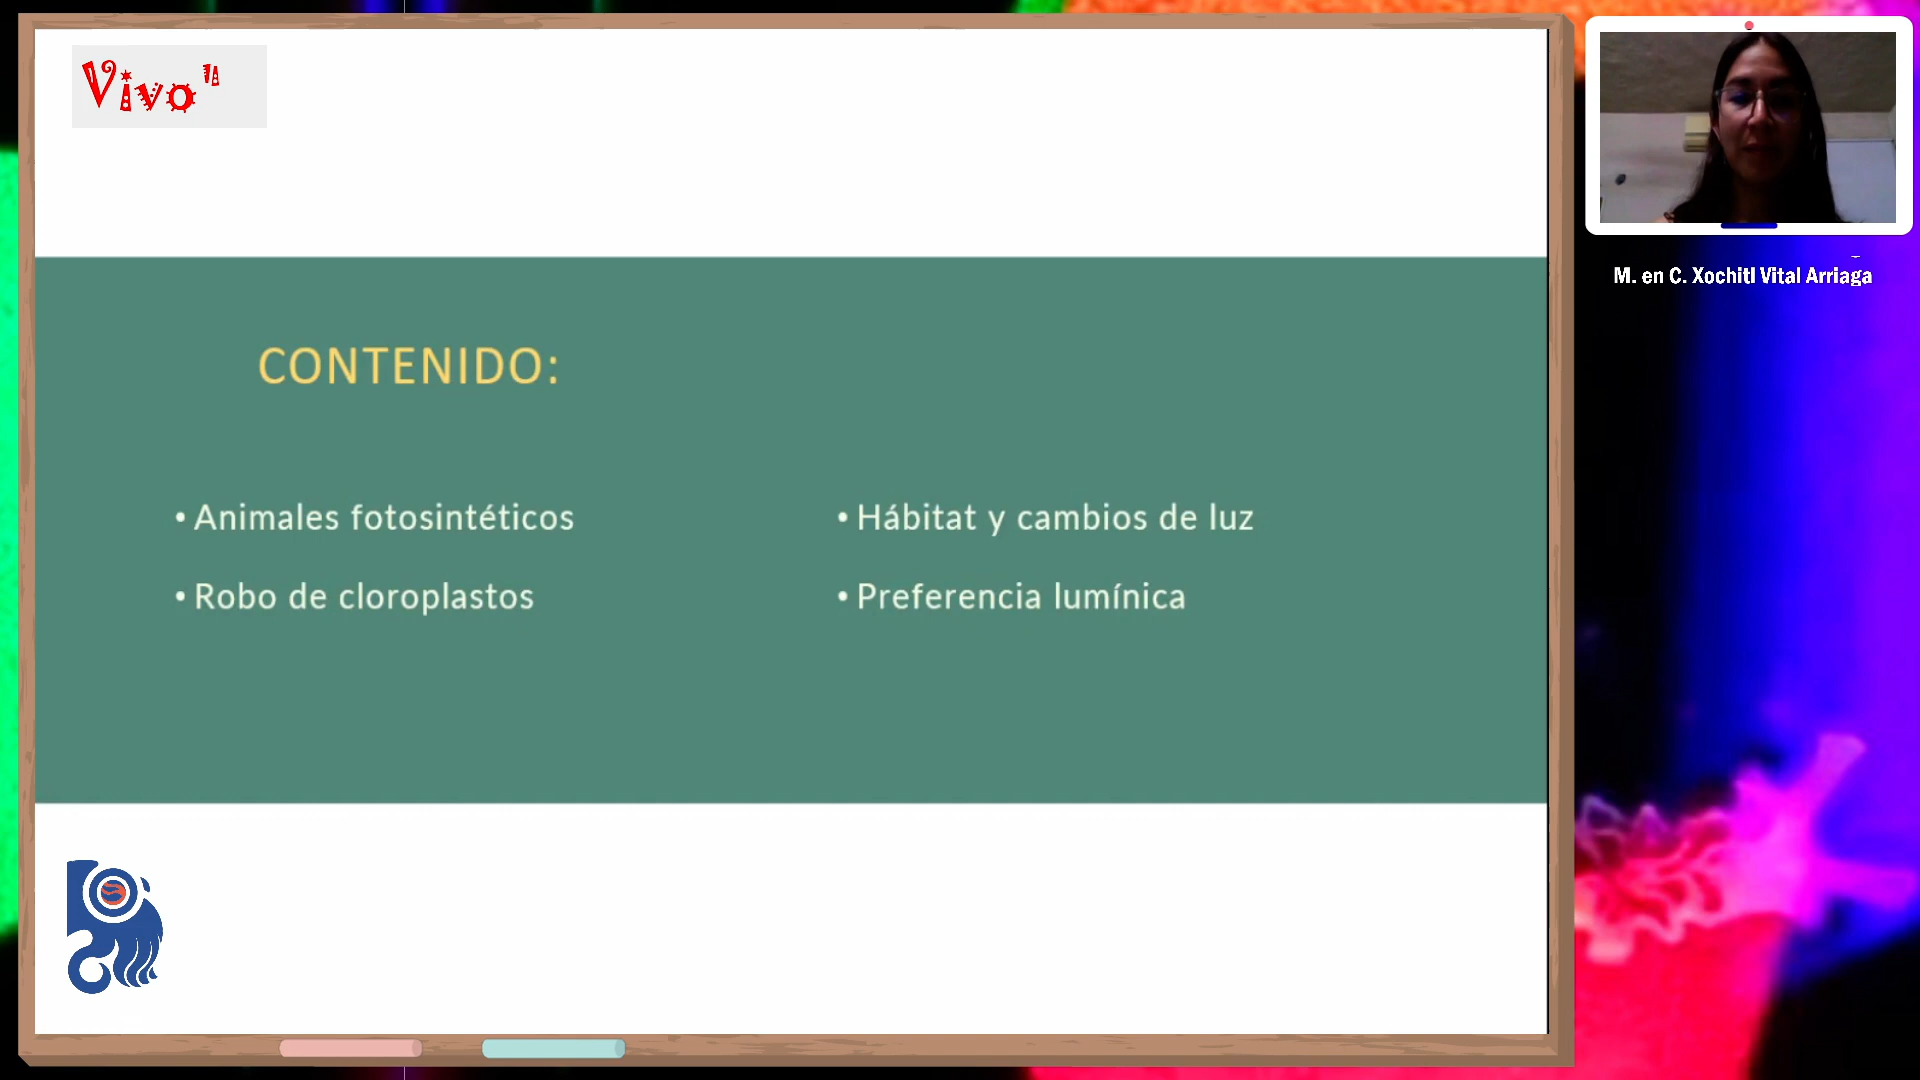 Vivo
M. en C. Xochitl Vital Arriaga
CONTENIDO:
• Animales fotosintéticos
• Robo de cloroplastos
• Hábitat y cambios de luz
• Preferencia lumínica